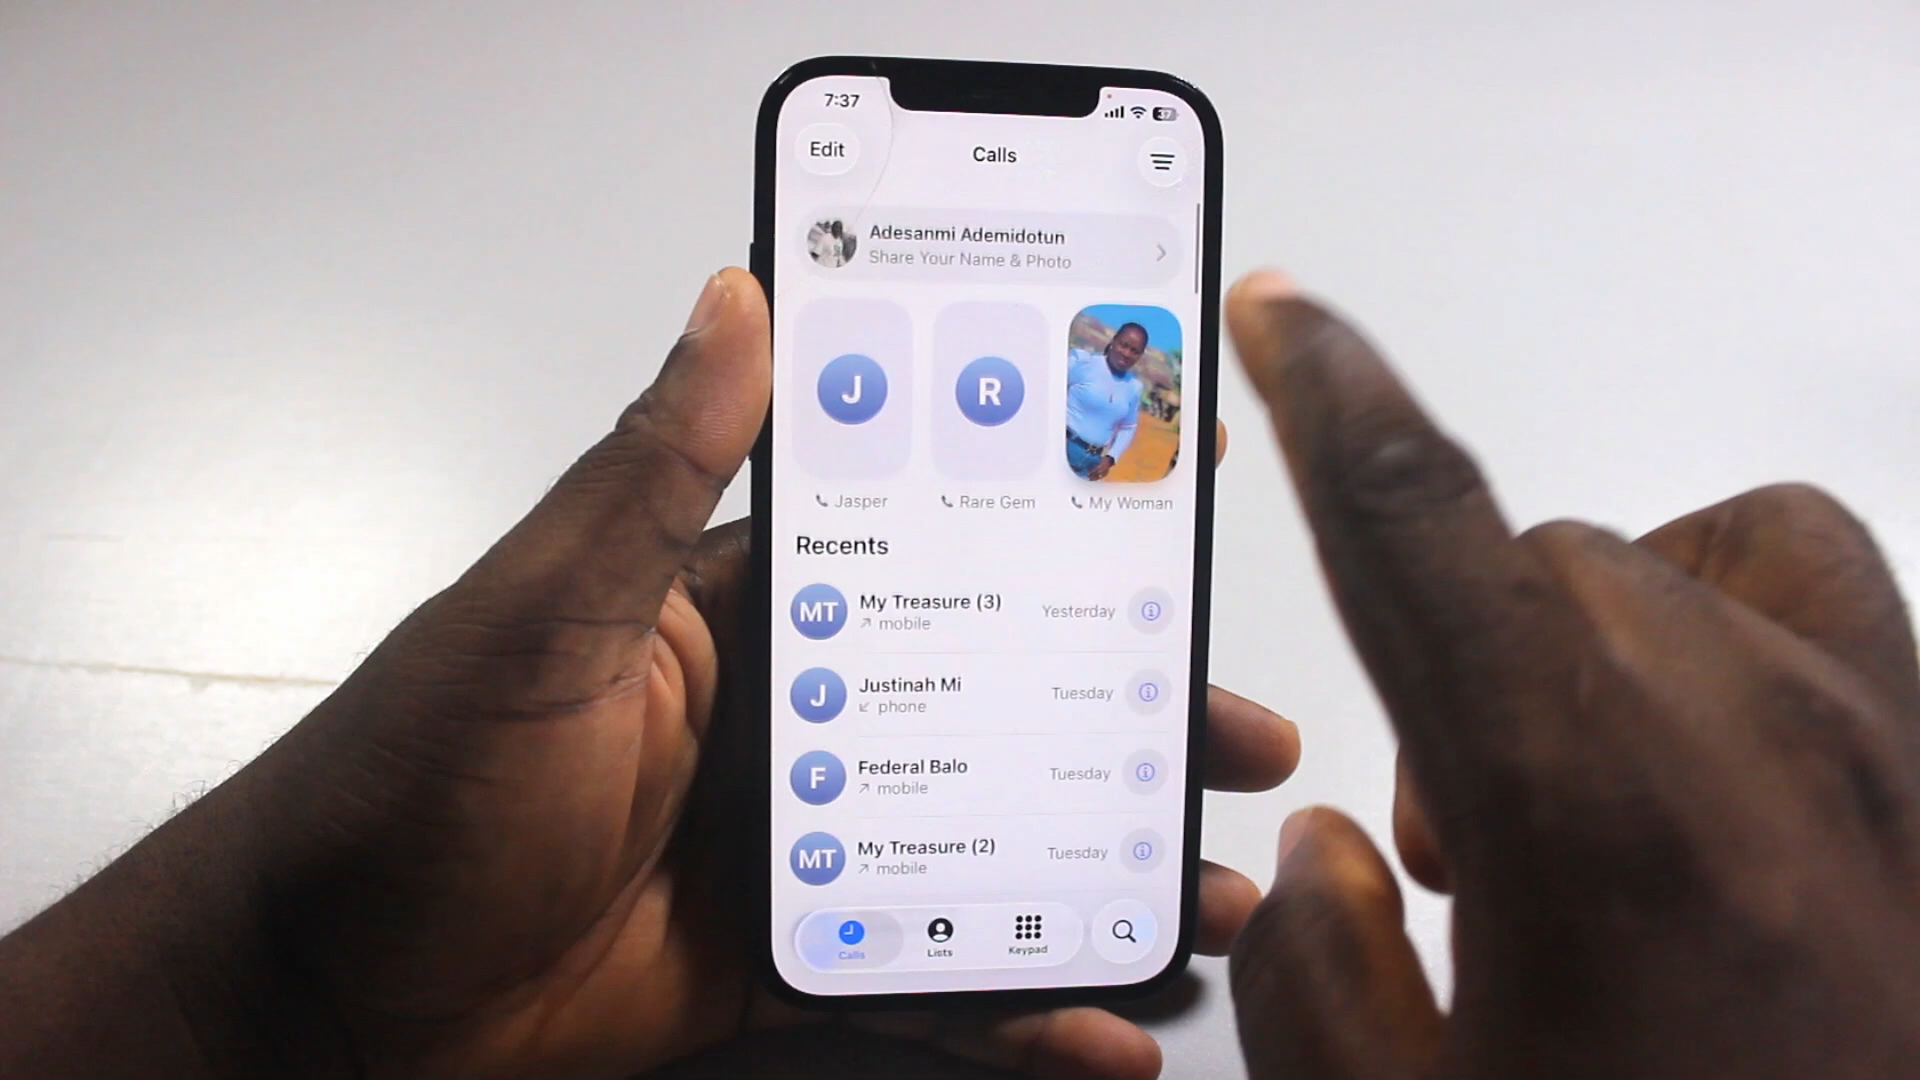 7:37
37
Edit
Calls
Adesanmi Ademidotun
Share Your Name & Photo
J
R
Jasper
Rare Gem
My Woman
Recents
MT
My Treasure (3)
mobile
Yesterday
J
Justinah Mi
phone
Tuesday
F
Federal Balo
mobile
Tuesday
MT
My Treasure (2)
mobile
Tuesday
Calls
Lists
Keypad